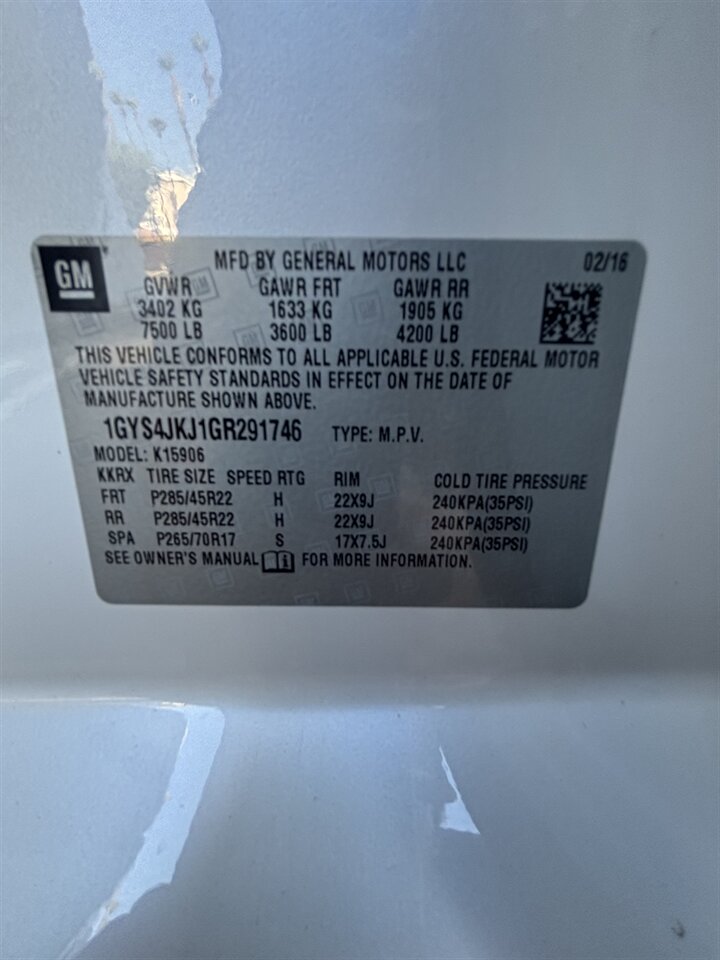 GM
MFD BY GENERAL MOTORS LLC 02/16
GVWR GAWR FRT GAWR RR
3402 KG 1633 KG 1905 KG
7500 LB 3600 LB 4200 LB
THIS VEHICLE CONFORMS TO ALL APPLICABLE U.S. FEDERAL MOTOR
VEHICLE SAFETY STANDARDS IN EFFECT ON THE DATE OF
MANUFACTURE SHOWN ABOVE.
1GYS4JKJ1GR291746 TYPE: M.P.V.
MODEL: K15906
KKRX TIRE SIZE SPEED RTG RIM COLD TIRE PRESSURE
FRT P285/45R22 H 22X9J 240KPA(35PSI)
RR P285/45R22 H 22X9J 240KPA(35PSI)
SPA P265/70R17 S 17X7.5J 240KPA(35PSI)
SEE OWNER'S MANUAL FOR MORE INFORMATION.